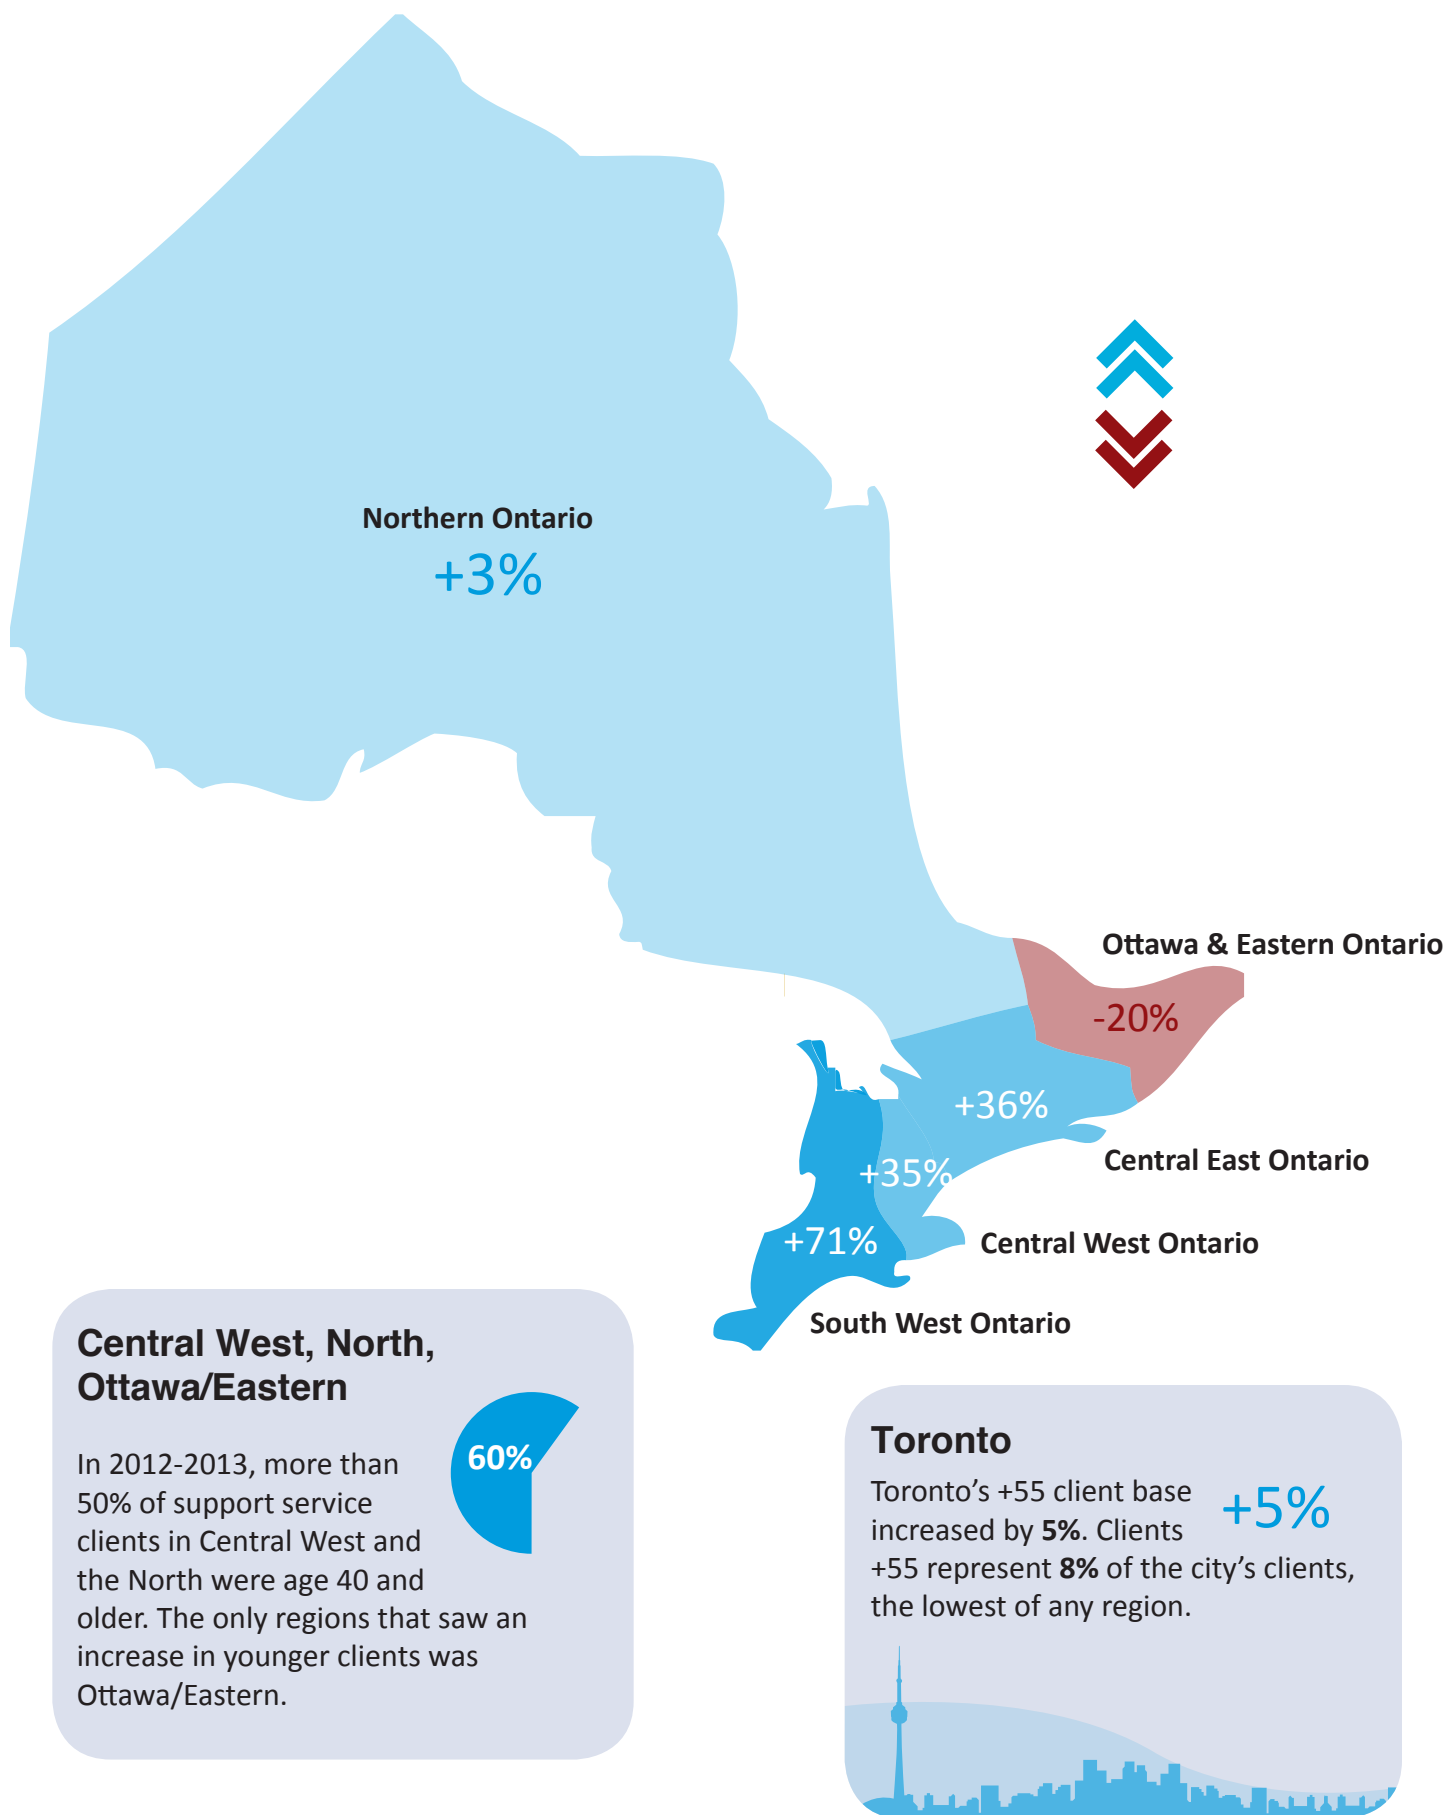 Northern Ontario
+3%
Ottawa & Eastern Ontario
-20%
+36%
Central East Ontario
+35%
Central West Ontario
+71%
South West Ontario
Central West, North,
Ottawa/Eastern
60%
In 2012-2013, more than
50% of support service
clients in Central West and
the North were age 40 and
older. The only regions that saw an
increase in younger clients was
Ottawa/Eastern.
Toronto
Toronto's +55 client base
increased by 5%. Clients
+55 represent 8% of the city's clients,
the lowest of any region.
+5%